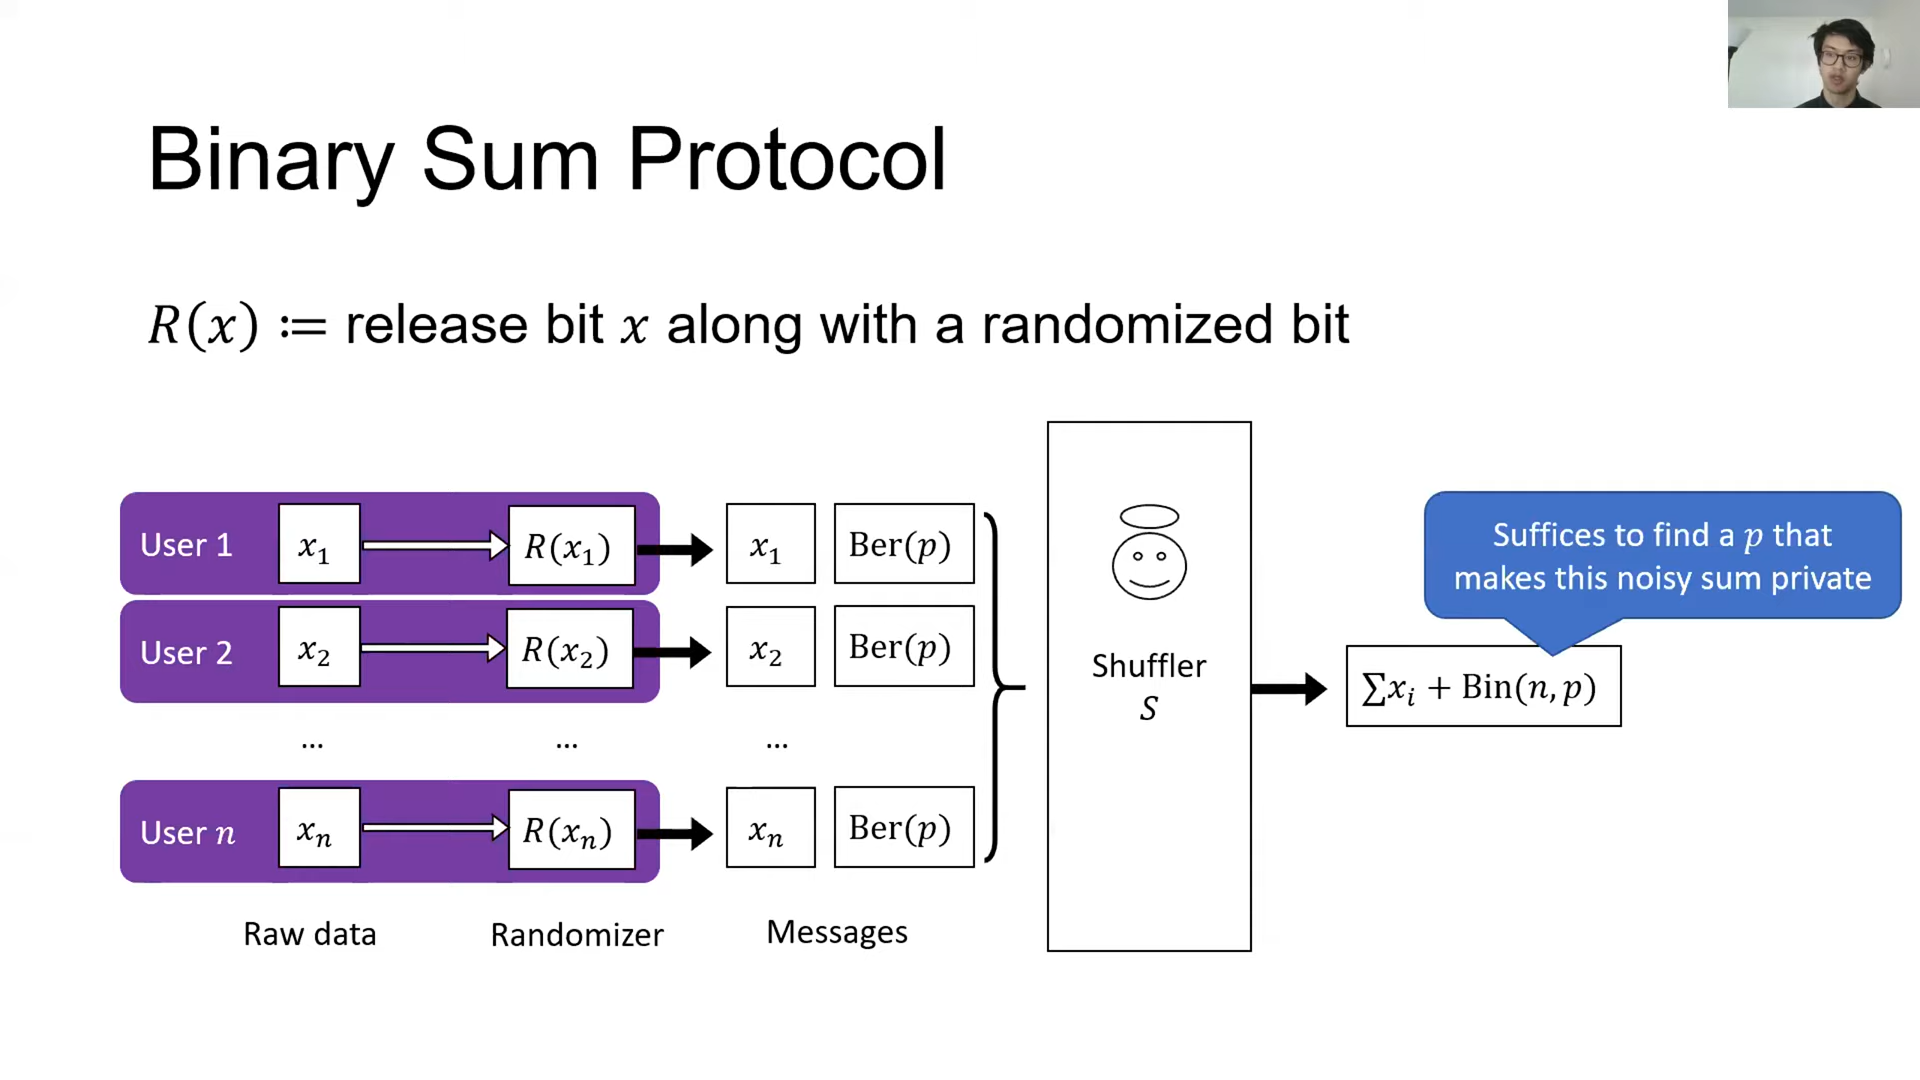 Binary Sum Protocol
R(x) ≔ release bit x along with a randomized bit
User 1 x₁ R(x₁) x₁ Ber(p)
User 2 x₂ R(x₂) x₂ Ber(p)
... ... ...
User n xₙ R(xₙ) xₙ Ber(p)
Raw data Randomizer Messages
Shuffler
S
Suffices to find a p that
makes this noisy sum private
∑xᵢ + Bin(n, p)